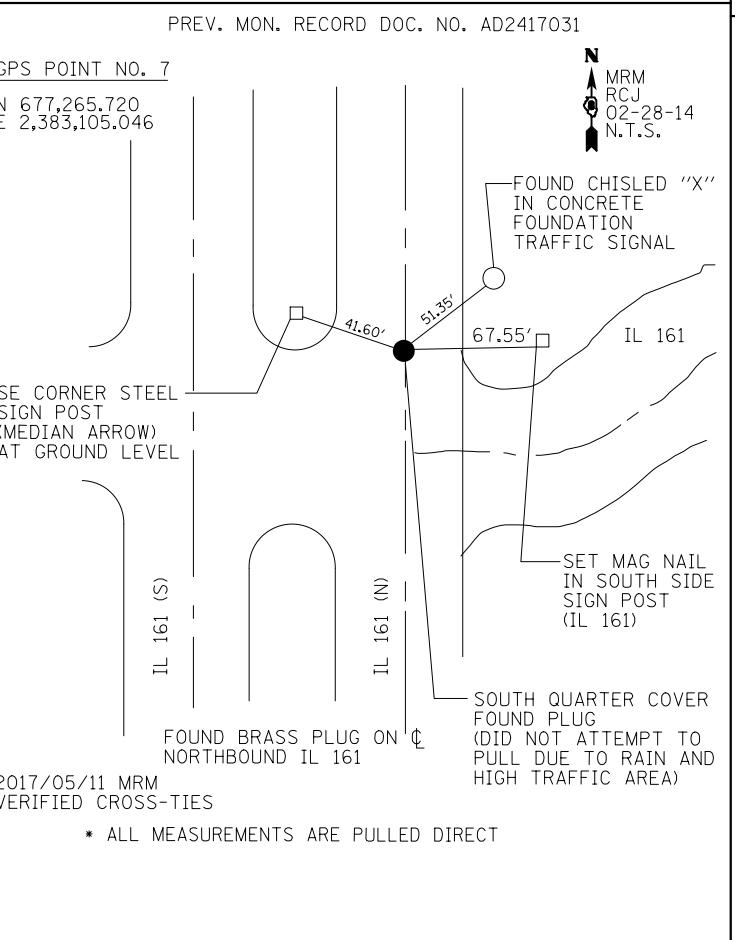 PREV. MON. RECORD DOC. NO. AD2417031
GPS POINT NO. 7
N 677,265.720
E 2,383,105.046
N
MRM
RCJ
02-28-14
N.T.S.
FOUND CHISLED "X"
IN CONCRETE
FOUNDATION
TRAFFIC SIGNAL
41.60'
51.35'
67.55'
IL 161
SE CORNER STEEL
SIGN POST
(MEDIAN ARROW)
AT GROUND LEVEL
IL 161 (S)
IL 161 (N)
SET MAG NAIL
IN SOUTH SIDE
SIGN POST
(IL 161)
SOUTH QUARTER COVER
FOUND PLUG
(DID NOT ATTEMPT TO
PULL DUE TO RAIN AND
HIGH TRAFFIC AREA)
FOUND BRASS PLUG ON ℄
NORTHBOUND IL 161
2017/05/11 MRM
VERIFIED CROSS-TIES
* ALL MEASUREMENTS ARE PULLED DIRECT